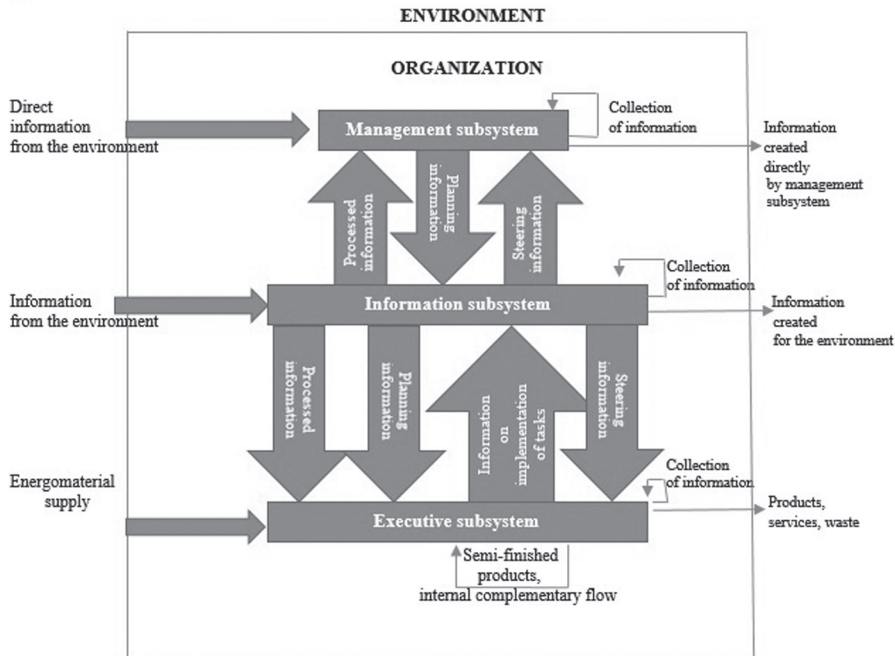 ENVIRONMENT
ORGANIZATION
Direct
information
from the environment
Management subsystem
Collection
of information
Information
created
directly
by management
subsystem
Processed
information
Planning
information
Steering
information
Information
from the environment
Information subsystem
Collection
of information
Information
created
for the environment
Processed
information
Planning
information
Information
on
implementation
of tasks
Steering
information
Energomaterial
supply
Executive subsystem
Collection
of information
Products,
services, waste
Semi-finished
products,
internal complementary flow